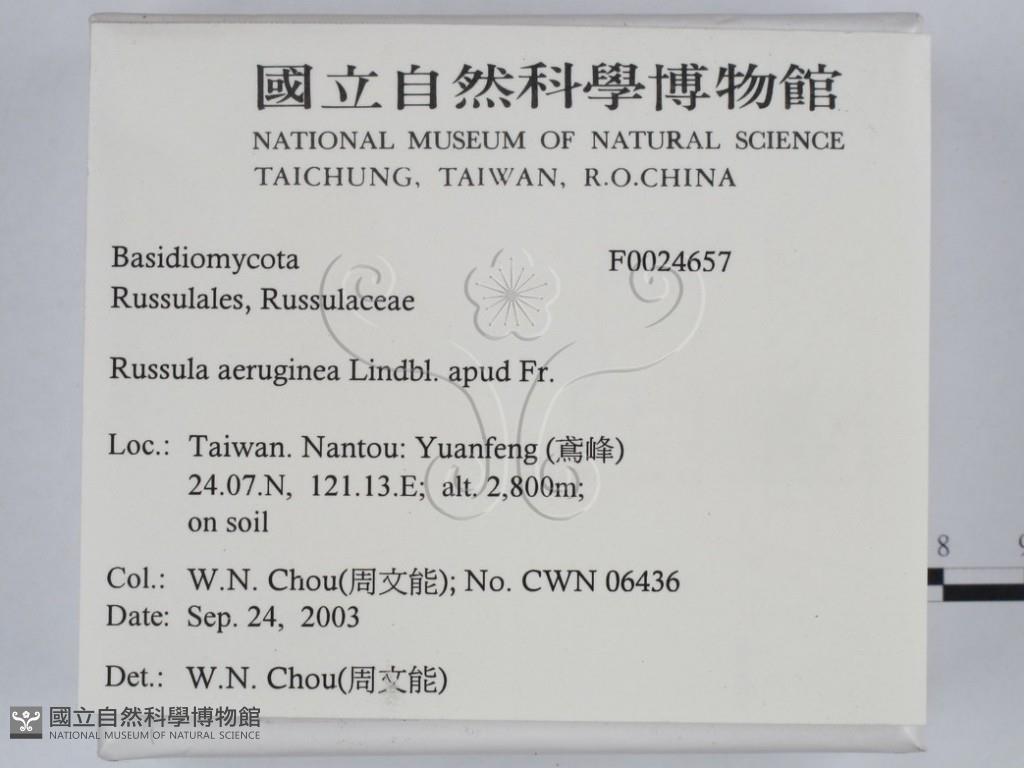 國立自然科學博物館
NATIONAL MUSEUM OF NATURAL SCIENCE
TAICHUNG, TAIWAN, R.O.CHINA
Basidiomycota F0024657
Russulales, Russulaceae
Russula aeruginea Lindbl. apud Fr.
Loc.: Taiwan. Nantou: Yuanfeng (鳶峰)
24.07.N, 121.13.E; alt. 2,800m;
on soil
Col.: W.N. Chou(周文能); No. CWN 06436
Date: Sep. 24, 2003
Det.: W.N. Chou(周文能)
8
國立自然科學博物館
NATIONAL MUSEUM OF NATURAL SCIENCE